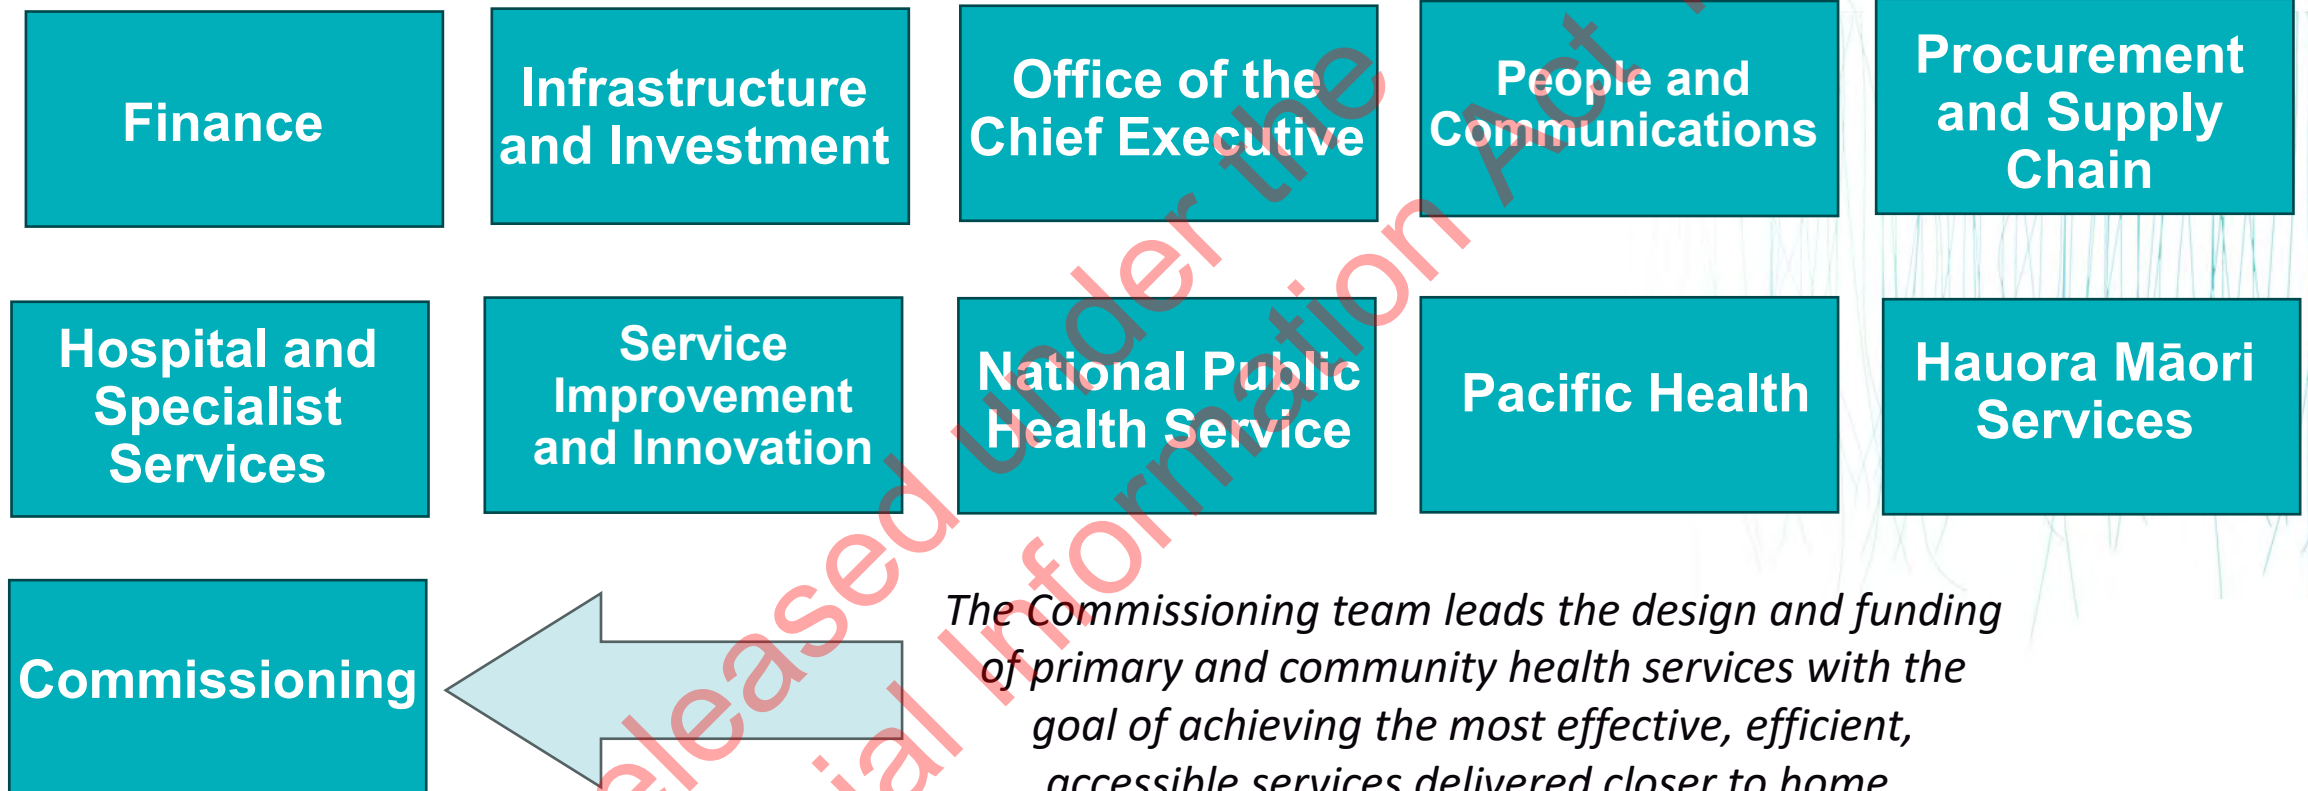 Finance
Infrastructure
and Investment
Office of the
Chief Executive
People and
Communications
Procurement
and Supply
Chain
Hospital and
Specialist
Services
Service
Improvement
and Innovation
National Public
Health Service
Pacific Health
Hauora Māori
Services
Commissioning
The Commissioning team leads the design and funding
of primary and community health services with the
goal of achieving the most effective, efficient,
accessible services delivered closer to home
eleased under the
ial Information Act